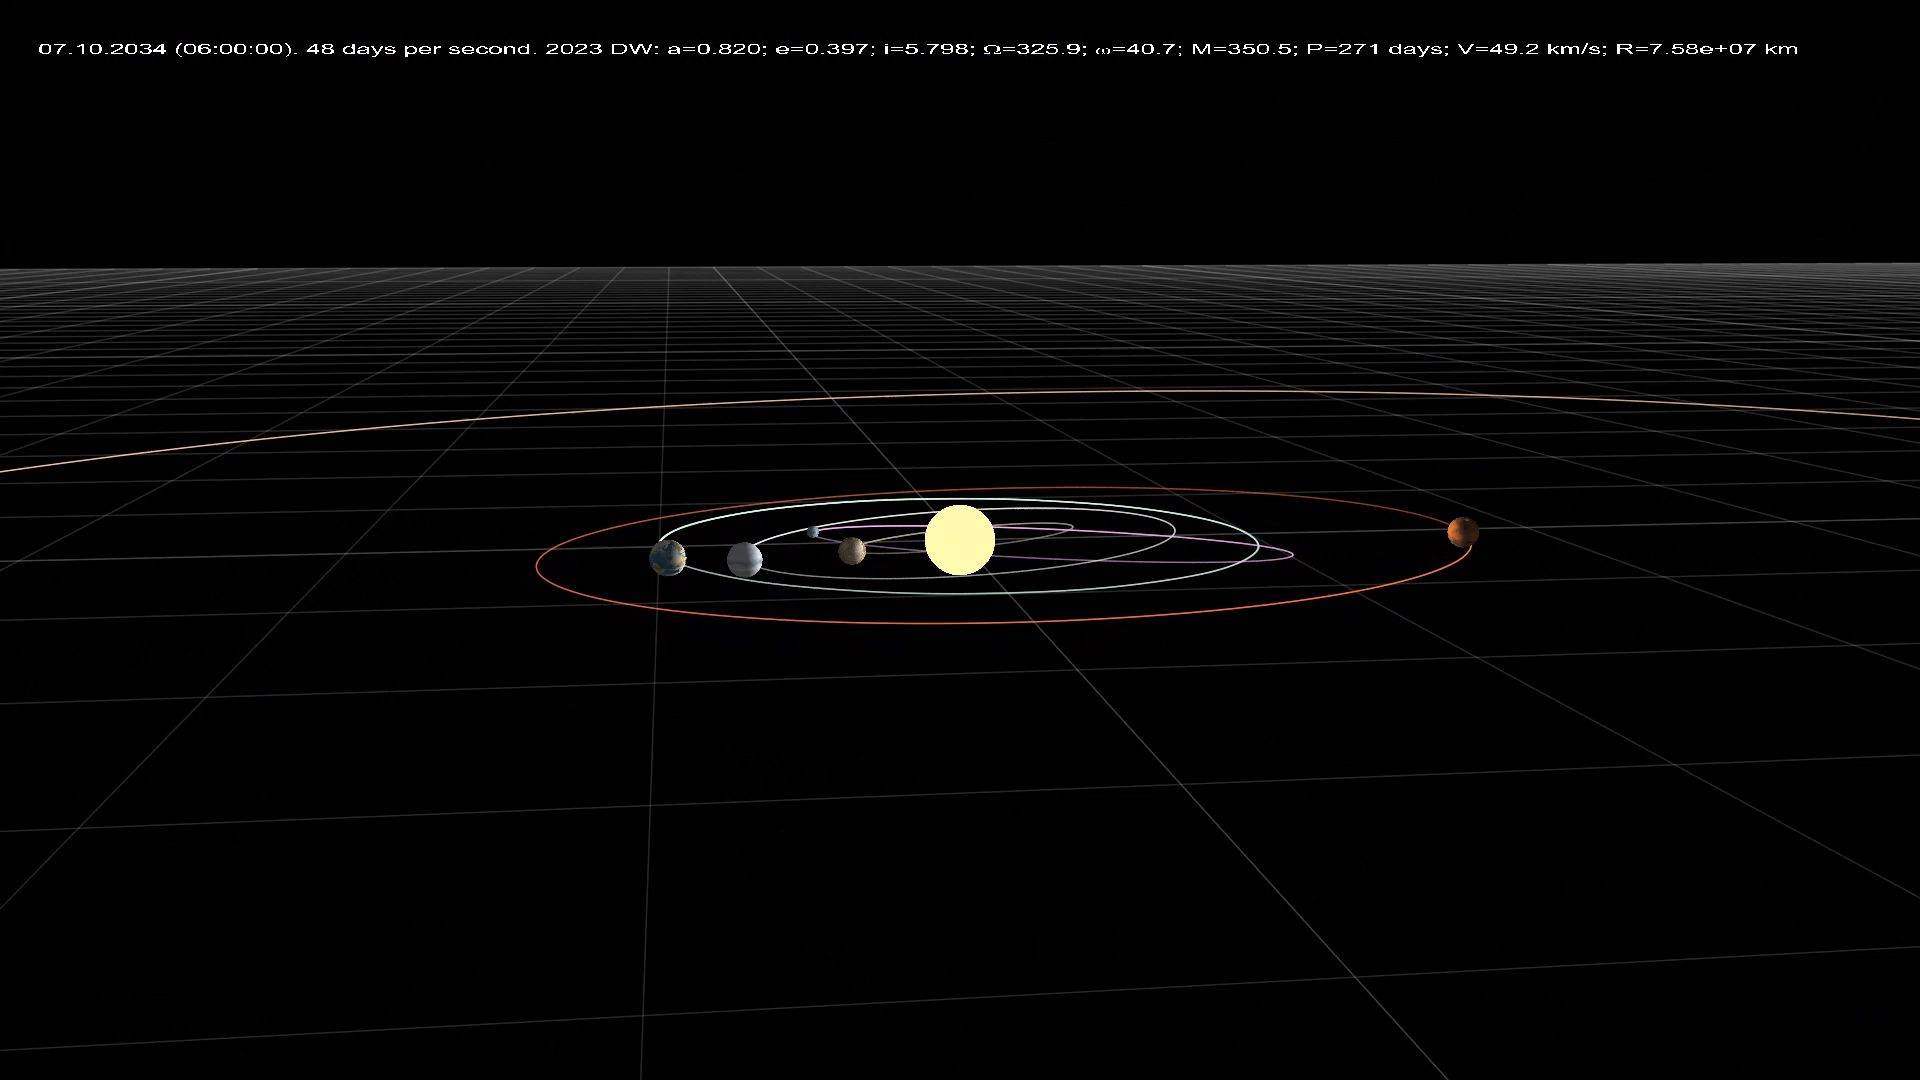 07.10.2034 (06:00:00). 48 days per second. 2023 DW: a=0.820; e=0.397; i=5.798; Ω=325.9; ω=40.7; M=350.5; P=271 days; V=49.2 km/s; R=7.58e+07 km